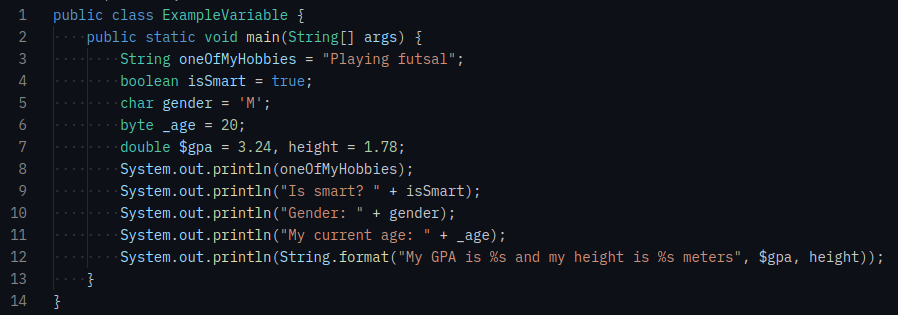 1 public class ExampleVariable {
2     public static void main(String[] args) {
3         String oneOfMyHobbies = "Playing futsal";
4         boolean isSmart = true;
5         char gender = 'M';
6         byte _age = 20;
7         double $gpa = 3.24, height = 1.78;
8         System.out.println(oneOfMyHobbies);
9         System.out.println("Is smart? " + isSmart);
10         System.out.println("Gender: " + gender);
11         System.out.println("My current age: " + _age);
12         System.out.println(String.format("My GPA is %s and my height is %s meters", $gpa, height));
13     }
14 }